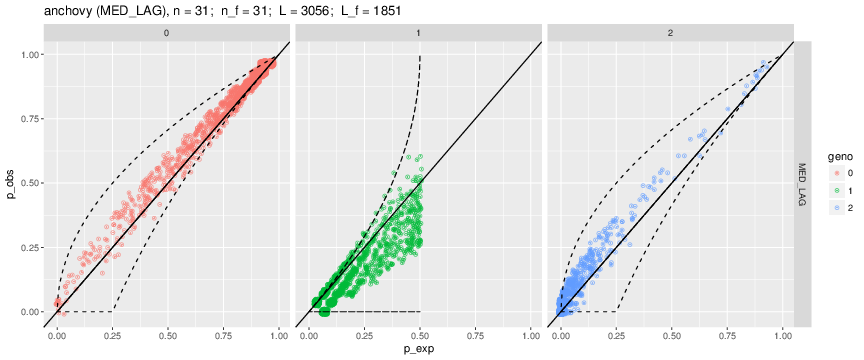 anchovy (MED_LAG), n = 31; n_f = 31; L = 3056; L_f = 1851
0 1 2
1.00
0.75
0.50
0.25
0.00
p_obs
MED_LAG
geno
0
1
2
0.00 0.25 0.50 0.75 1.00 0.00 0.25 0.50 0.75 1.00 0.00 0.25 0.50 0.75 1.00
p_exp